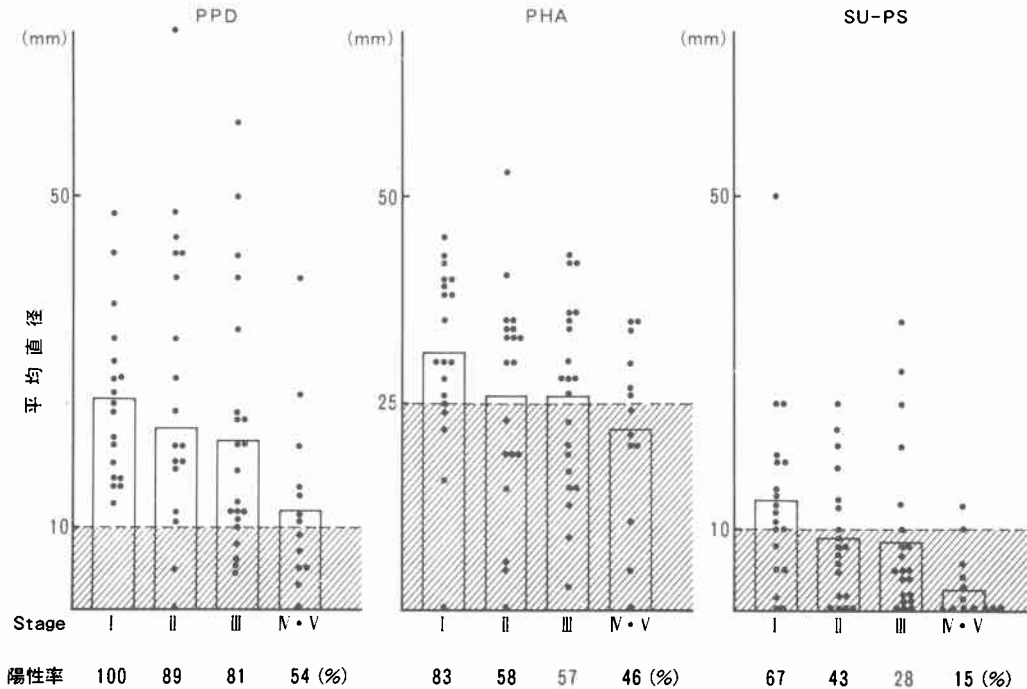 PPD PHA SU-PS
(mm) (mm) (mm)
50 50 50
平均直径
25
10 10
Stage I II III IV・V I II III IV・V I II III IV・V
陽性率 100 89 81 54 (%) 83 58 57 46 (%) 67 43 28 15 (%)